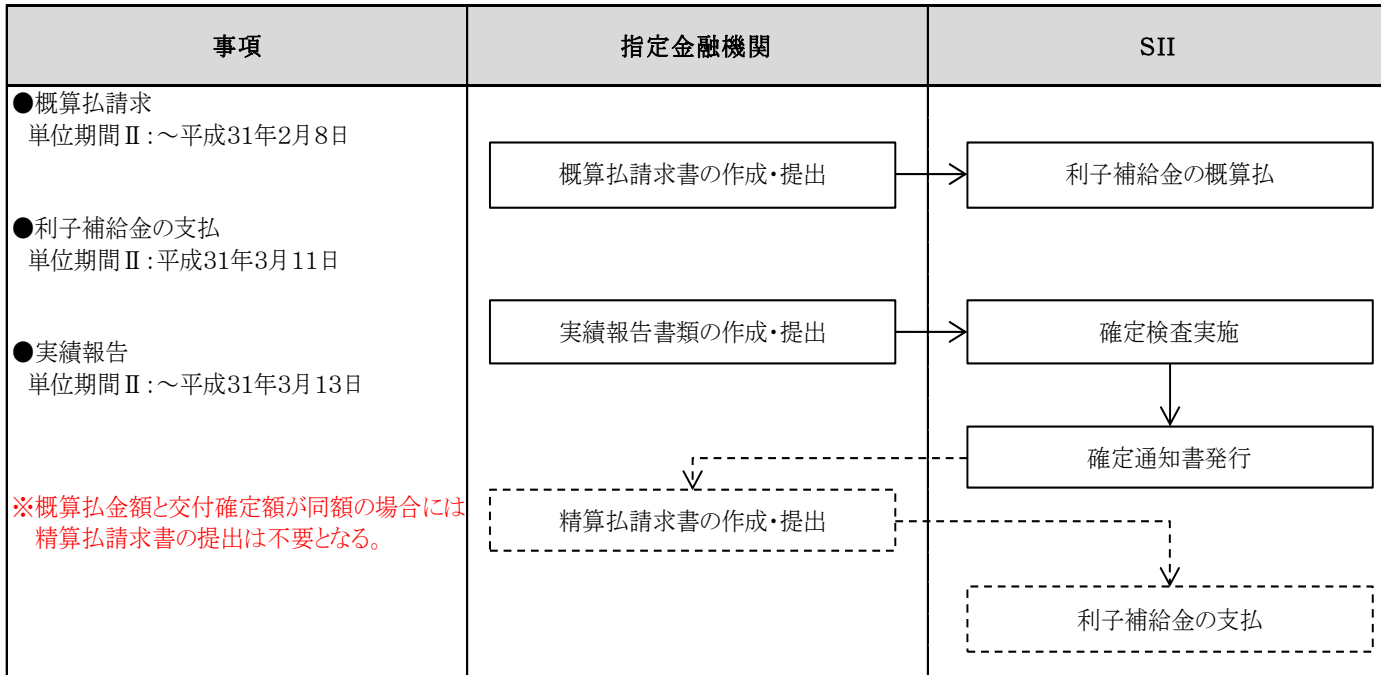 事項
指定金融機関
SII
●概算払請求
単位期間Ⅱ:～平成31年2月8日
概算払請求書の作成・提出
利子補給金の概算払
●利子補給金の支払
単位期間Ⅱ:平成31年3月11日
実績報告書類の作成・提出
確定検査実施
●実績報告
単位期間Ⅱ:～平成31年3月13日
確定通知書発行
※概算払金額と交付確定額が同額の場合には
精算払請求書の提出は不要となる。
精算払請求書の作成・提出
利子補給金の支払